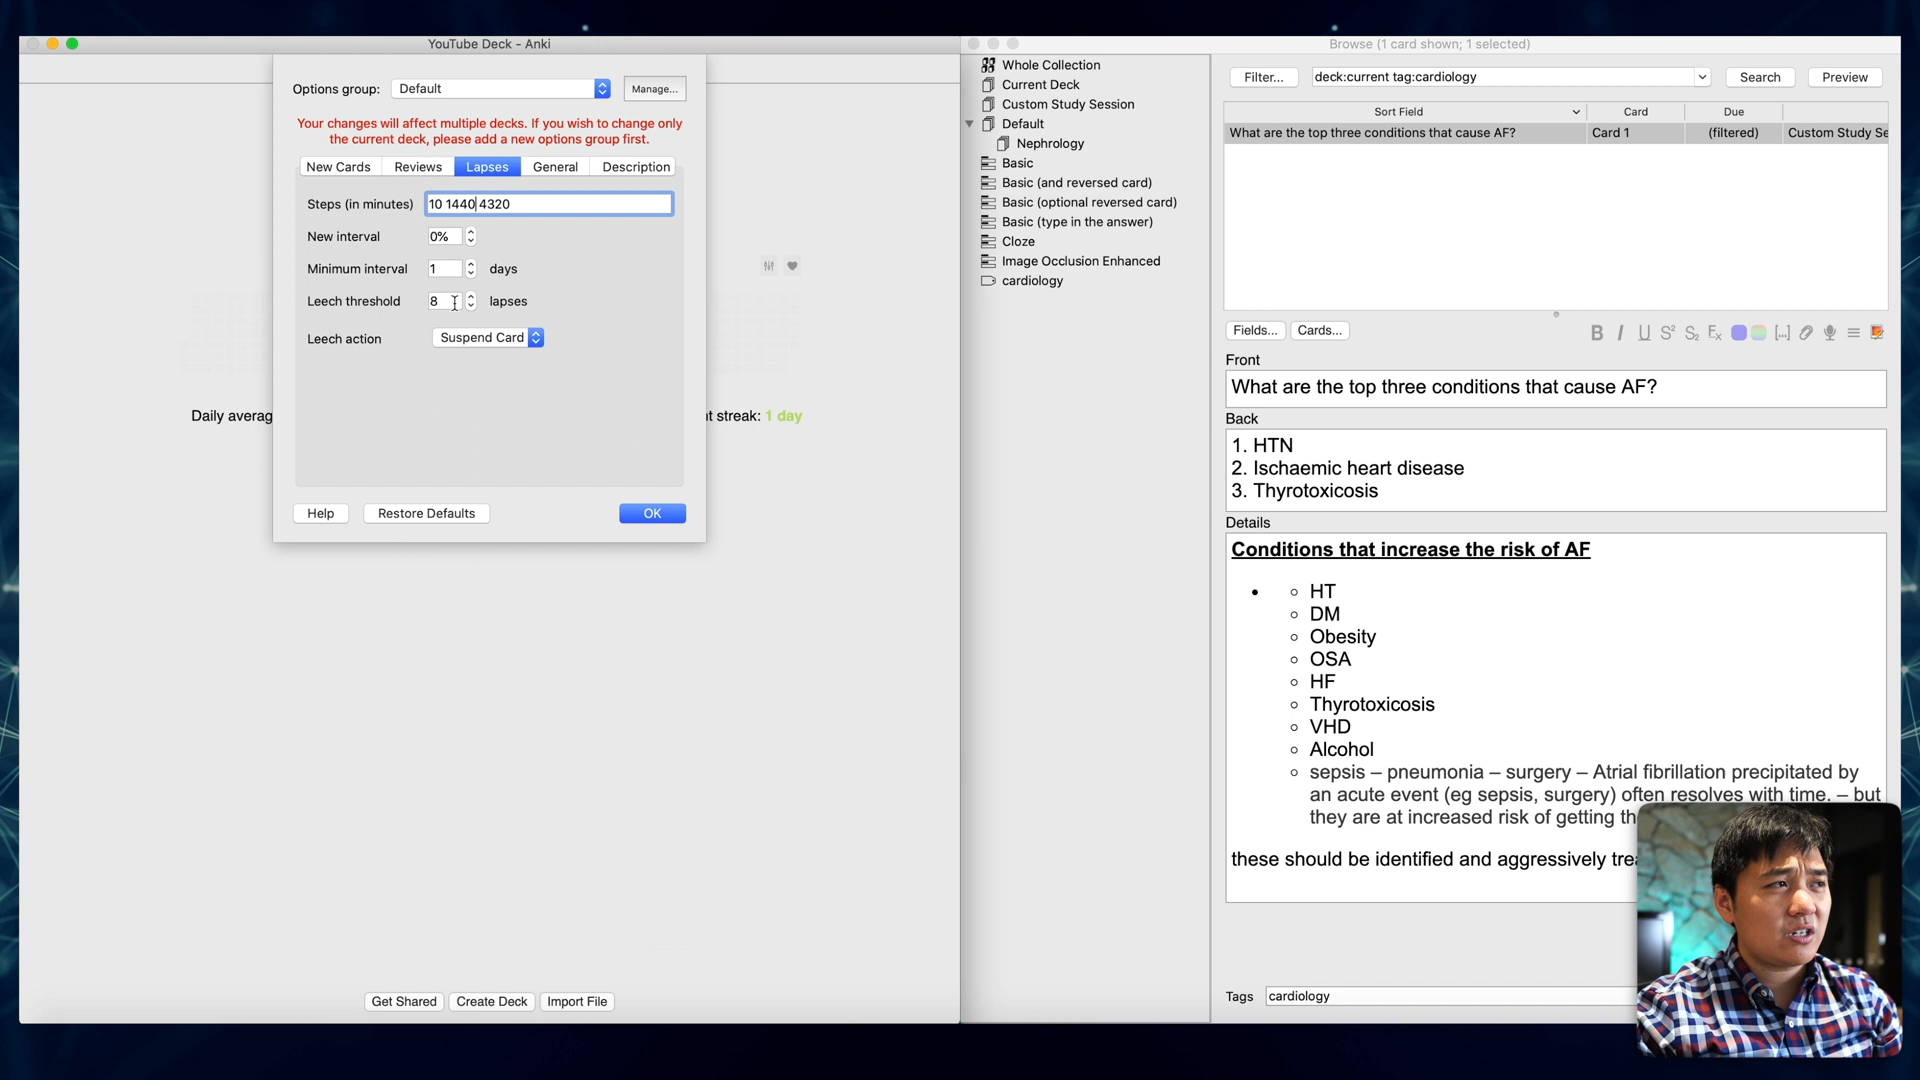 YouTube Deck - Anki
Options group:
Default
Manage...
Your changes will affect multiple decks. If you wish to change only
the current deck, please add a new options group first.
New Cards
Reviews
Lapses
General
Description
Steps (in minutes)
10 1440 4320
New interval
0%
Minimum interval
1
days
Leech threshold
8
lapses
Leech action
Suspend Card
Help
Restore Defaults
OK
Daily averag
t streak: 1 day
Get Shared
Create Deck
Import File
Browse (1 card shown; 1 selected)
Whole Collection
Current Deck
Custom Study Session
Default
Nephrology
Basic
Basic (and reversed card)
Basic (optional reversed card)
Basic (type in the answer)
Cloze
Image Occlusion Enhanced
cardiology
Filter...
deck:current tag:cardiology
Search
Preview
Sort Field
Card
Due
What are the top three conditions that cause AF?
Card 1
(filtered)
Custom Study Se
Fields...
Cards...
Front
What are the top three conditions that cause AF?
Back
1. HTN
2. Ischaemic heart disease
3. Thyrotoxicosis
Details
Conditions that increase the risk of AF
HT
DM
Obesity
OSA
HF
Thyrotoxicosis
VHD
Alcohol
sepsis – pneumonia – surgery – Atrial fibrillation precipitated by
an acute event (eg sepsis, surgery) often resolves with time. – but
they are at increased risk of getting th
these should be identified and aggressively trea
Tags
cardiology